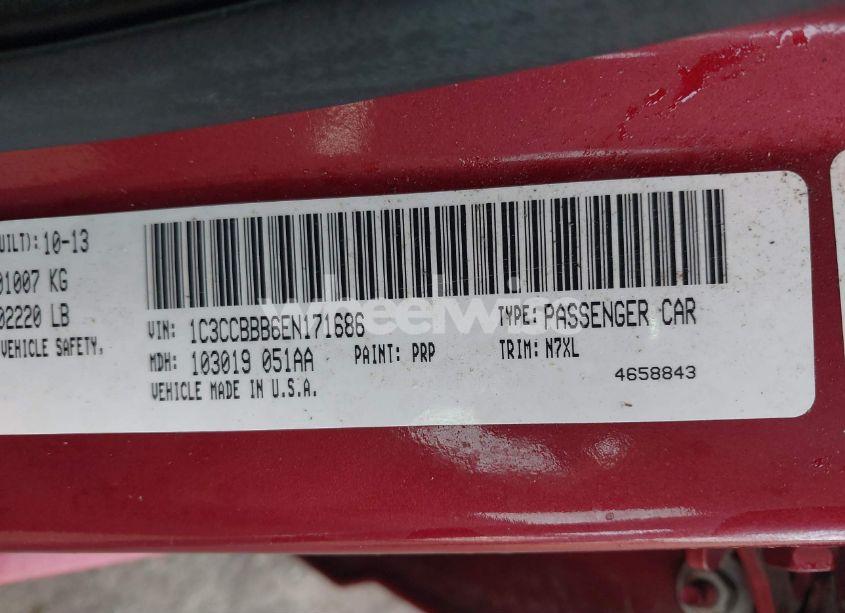 UILT): 10-13
01007 KG
02220 LB
VEHICLE SAFETY,
VIN: 1C3CCBBB6EN171686
TYPE: PASSENGER CAR
MDH: 103019 051AA
PAINT: PRP
TRIM: N7XL
VEHICLE MADE IN U.S.A.
4658843
wheelwise